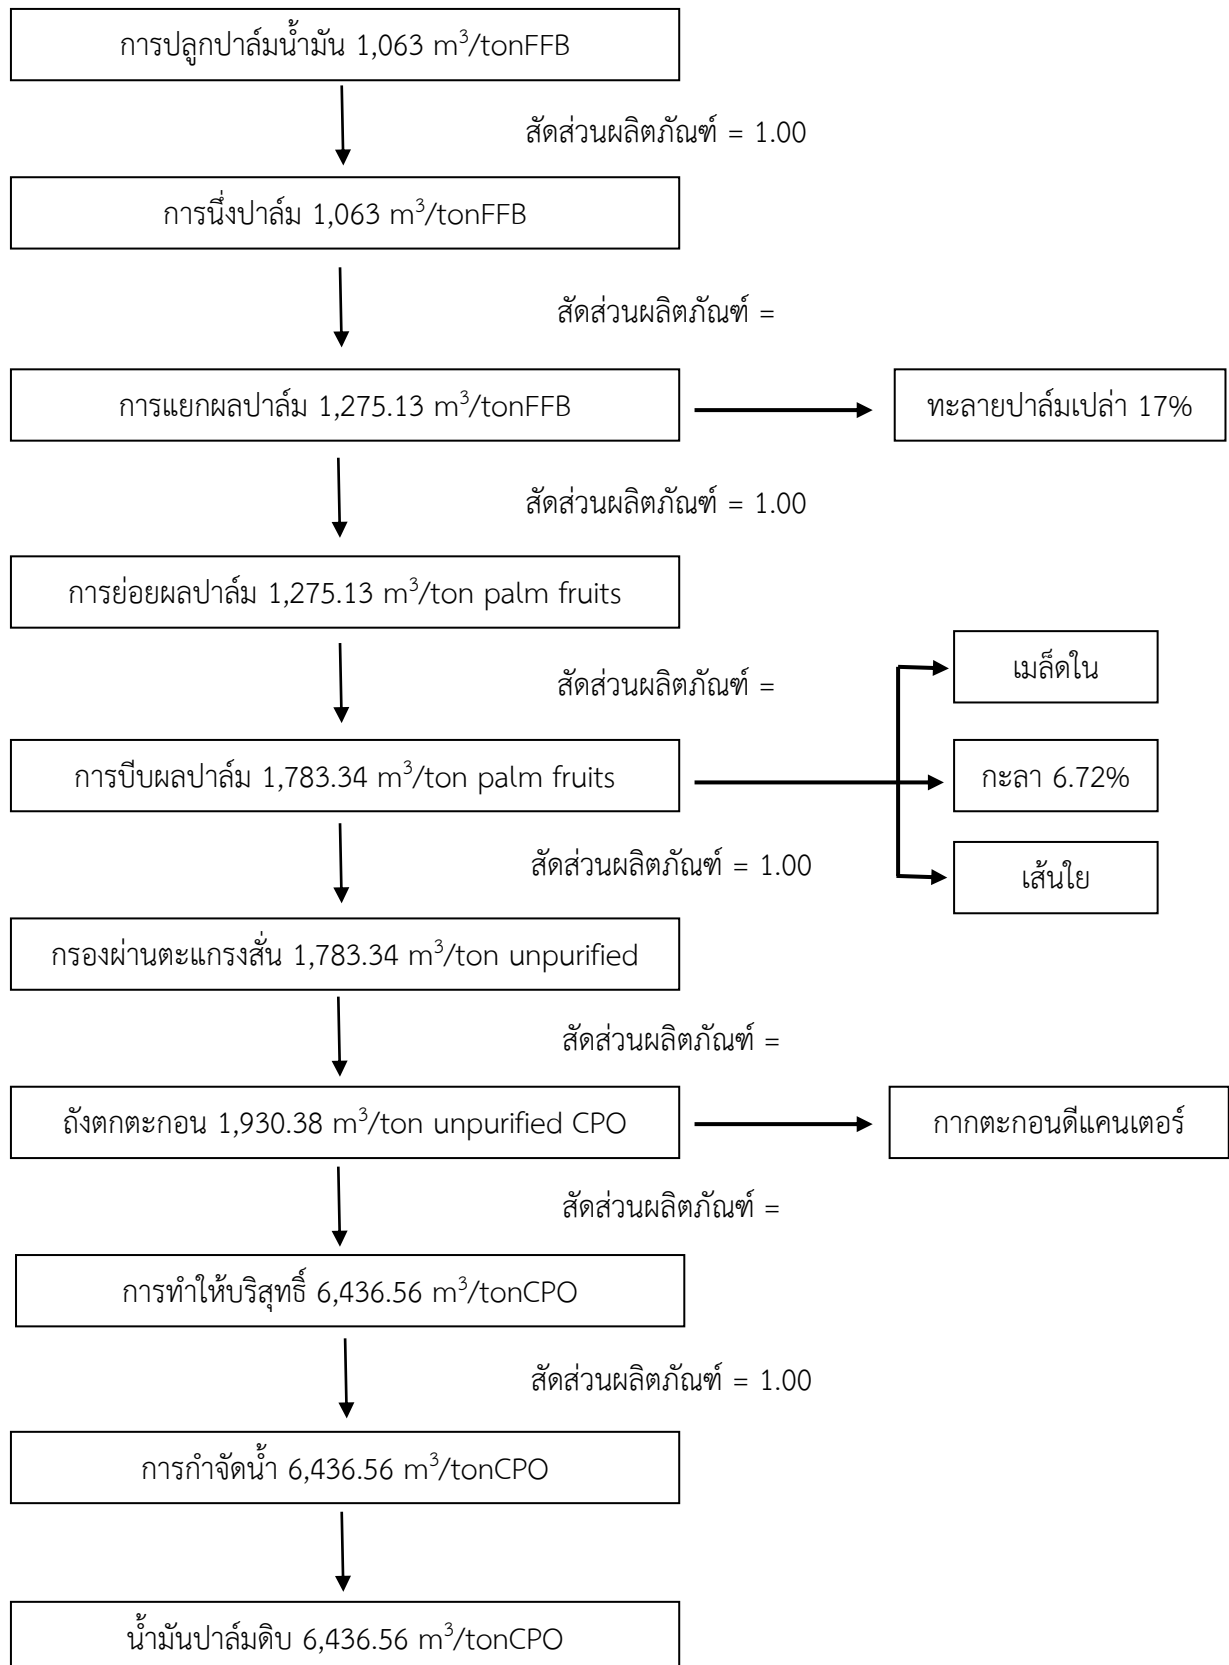 การปลูกปาล์มน้ำมัน 1,063 m³/tonFFB
สัดส่วนผลิตภัณฑ์ = 1.00
การนึ่งปาล์ม 1,063 m³/tonFFB
สัดส่วนผลิตภัณฑ์ =
การแยกผลปาล์ม 1,275.13 m³/tonFFB
ทะลายปาล์มเปล่า 17%
สัดส่วนผลิตภัณฑ์ = 1.00
การย่อยผลปาล์ม 1,275.13 m³/ton palm fruits
สัดส่วนผลิตภัณฑ์ =
เมล็ดใน
การบีบผลปาล์ม 1,783.34 m³/ton palm fruits
กะลา 6.72%
สัดส่วนผลิตภัณฑ์ = 1.00
เส้นใย
กรองผ่านตะแกรงสั่น 1,783.34 m³/ton unpurified
สัดส่วนผลิตภัณฑ์ =
ถังตกตะกอน 1,930.38 m³/ton unpurified CPO
กากตะกอนดีแคนเตอร์
สัดส่วนผลิตภัณฑ์ =
การทำให้บริสุทธิ์ 6,436.56 m³/tonCPO
สัดส่วนผลิตภัณฑ์ = 1.00
การกำจัดน้ำ 6,436.56 m³/tonCPO
น้ำมันปาล์มดิบ 6,436.56 m³/tonCPO